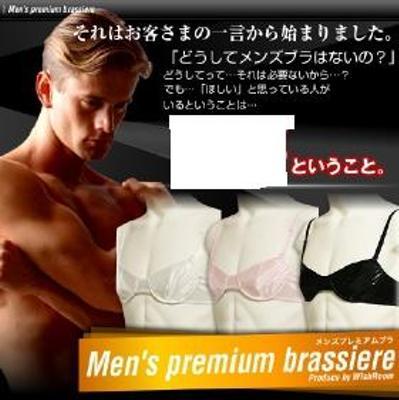 Men's premium brassiere
それはお客さまの一言から始まりました。
「どうしてメンズブラはないの？」
どうしてって…それは必要ないから…？
でも…「ほしい」と思っている人が
いるということは…
ということ。
メンズプレミアムブラ
Men's premium brassiere
Produce by WishRoom